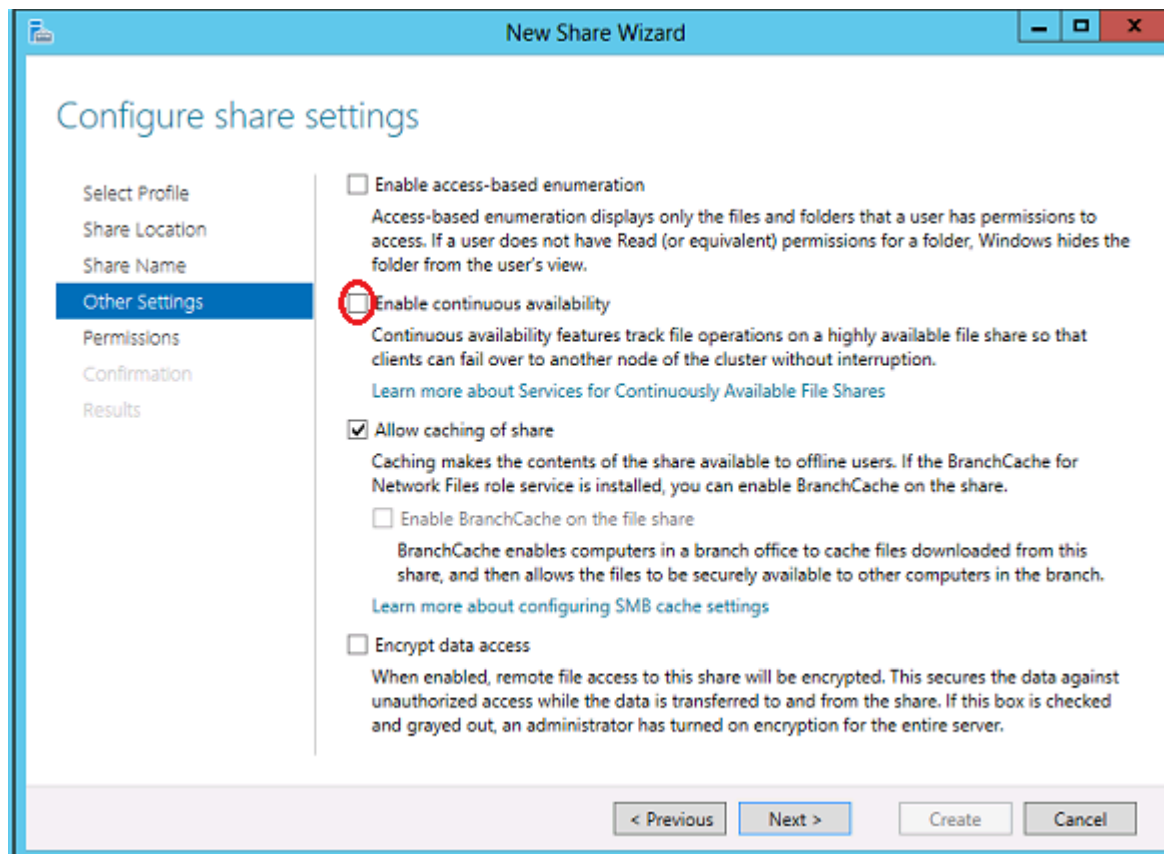 New Share Wizard
Configure share settings
Select Profile
Share Location
Share Name
Other Settings
Permissions
Confirmation
Results
Enable access-based enumeration
Access-based enumeration displays only the files and folders that a user has permissions to
access. If a user does not have Read (or equivalent) permissions for a folder, Windows hides the
folder from the user's view.
Enable continuous availability
Continuous availability features track file operations on a highly available file share so that
clients can fail over to another node of the cluster without interruption.
Learn more about Services for Continuously Available File Shares
Allow caching of share
Caching makes the contents of the share available to offline users. If the BranchCache for
Network Files role service is installed, you can enable BranchCache on the share.
Enable BranchCache on the file share
BranchCache enables computers in a branch office to cache files downloaded from this
share, and then allows the files to be securely available to other computers in the branch.
Learn more about configuring SMB cache settings
Encrypt data access
When enabled, remote file access to this share will be encrypted. This secures the data against
unauthorized access while the data is transferred to and from the share. If this box is checked
and grayed out, an administrator has turned on encryption for the entire server.
< Previous
Next >
Create
Cancel